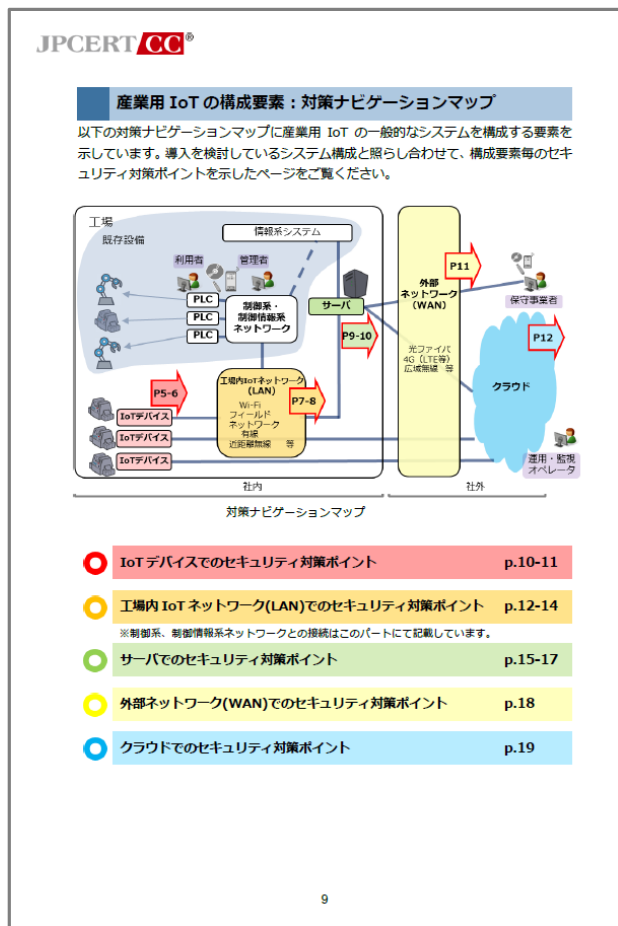 JPCERT CC®
産業用 IoT の構成要素:対策ナビゲーションマップ
以下の対策ナビゲーションマップに産業用 IoT の一般的なシステムを構成する要素を
示しています。導入を検討しているシステム構成と照らし合わせて、構成要素毎のセキ
ュリティ対策ポイントを示したページをご覧ください。
工場
既存設備
情報系システム
利用者
管理者
PLC
PLC
PLC
制御系・
制御情報系
ネットワーク
サーバ
P9-10
外部
ネットワーク
(WAN)
P11
保守事業者
光ファイバ
4G(LTE等)
広域無線 等
P12
クラウド
P5-6
工場内IoTネットワーク
(LAN)
Wi-Fi
フィールド
ネットワーク
有線
近距離無線 等
P7-8
IoTデバイス
IoTデバイス
IoTデバイス
運用・監視
オペレータ
社内
社外
対策ナビゲーションマップ
IoT デバイスでのセキュリティ対策ポイント p.10-11
工場内 IoT ネットワーク(LAN)でのセキュリティ対策ポイント p.12-14
※制御系、制御情報系ネットワークとの接続はこのパートにて記載しています。
サーバでのセキュリティ対策ポイント p.15-17
外部ネットワーク(WAN)でのセキュリティ対策ポイント p.18
クラウドでのセキュリティ対策ポイント p.19
9